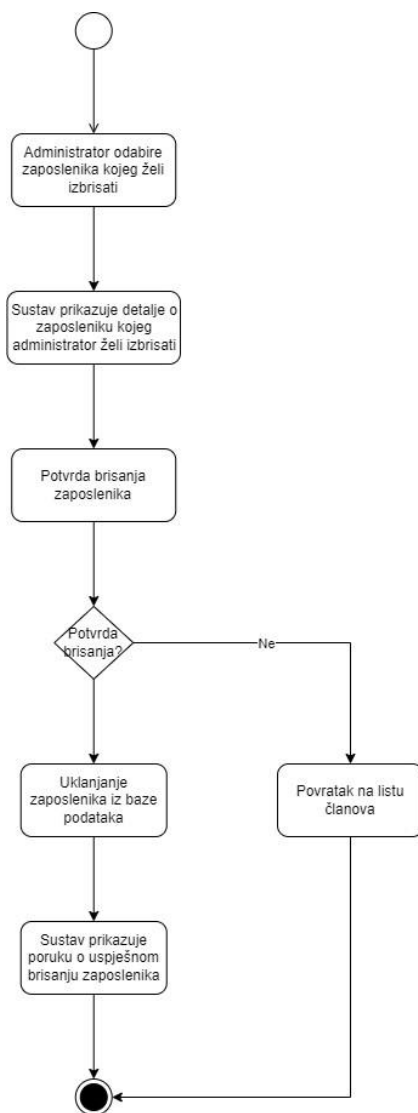 Administrator odabire
zaposlenika kojeg želi
izbrisati
Sustav prikazuje detalje o
zaposleniku kojeg
administrator želi izbrisati
Potvrda brisanja
zaposlenika
Potvrda
brisanja?
Ne
Uklanjanje
zaposlenika iz baze
podataka
Povratak na listu
članova
Sustav prikazuje
poruku o uspješnom
brisanju zaposlenika